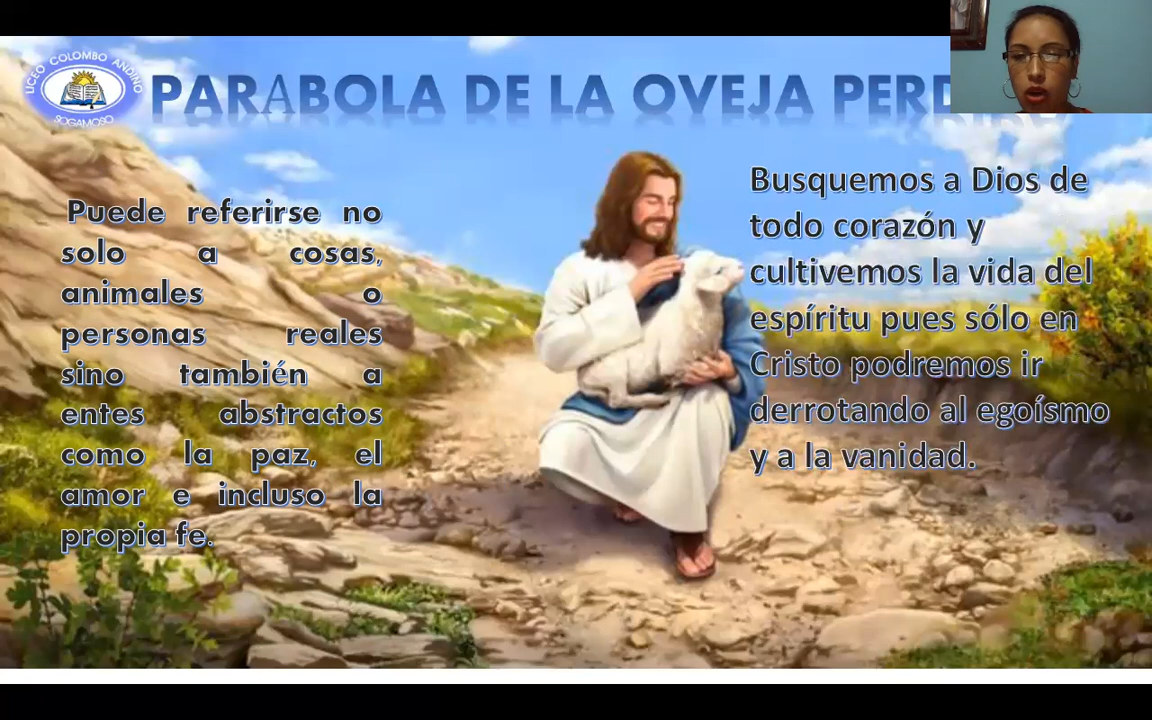 LICEO COLOMBO ANDINO
SOGAMOSO
PARÁBOLA DE LA OVEJA
Puede referirse no
solo a cosas,
animales o
personas reales
sino también a
entes abstractos
como la paz, el
amor e incluso la
propia fe.
Busquemos a Dios de
todo corazón y
cultivemos la vida del
espíritu pues sólo en
Cristo podremos ir
derrotando al egoísmo
y a la vanidad.